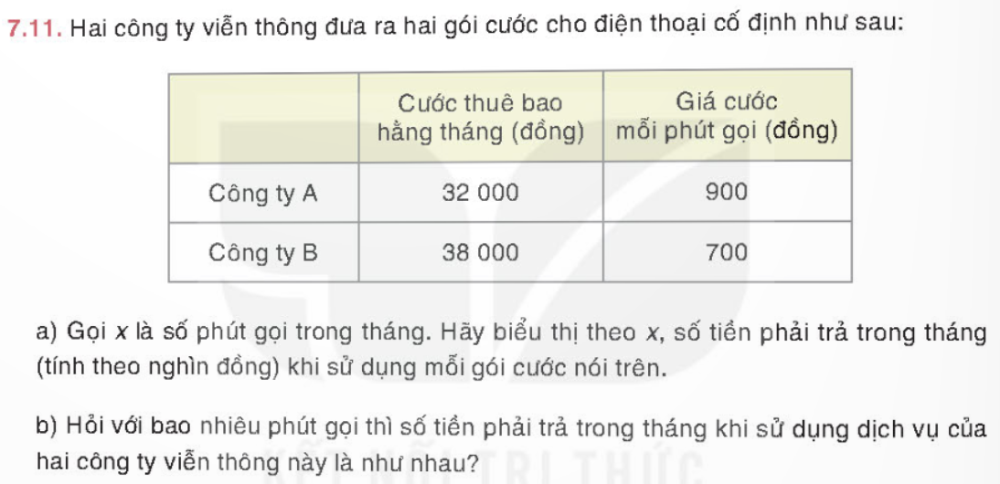 7.11. Hai công ty viễn thông đưa ra hai gói cước cho điện thoại cố định như sau:
Cước thuê bao
hằng tháng (đồng)
Giá cước
mỗi phút gọi (đồng)
Công ty A 32 000 900
Công ty B 38 000 700
a) Gọi x là số phút gọi trong tháng. Hãy biểu thị theo x, số tiền phải trả trong tháng
(tính theo nghìn đồng) khi sử dụng mỗi gói cước nói trên.
b) Hỏi với bao nhiêu phút gọi thì số tiền phải trả trong tháng khi sử dụng dịch vụ của
hai công ty viễn thông này là như nhau?
KẾT NỐI TRI THỨC